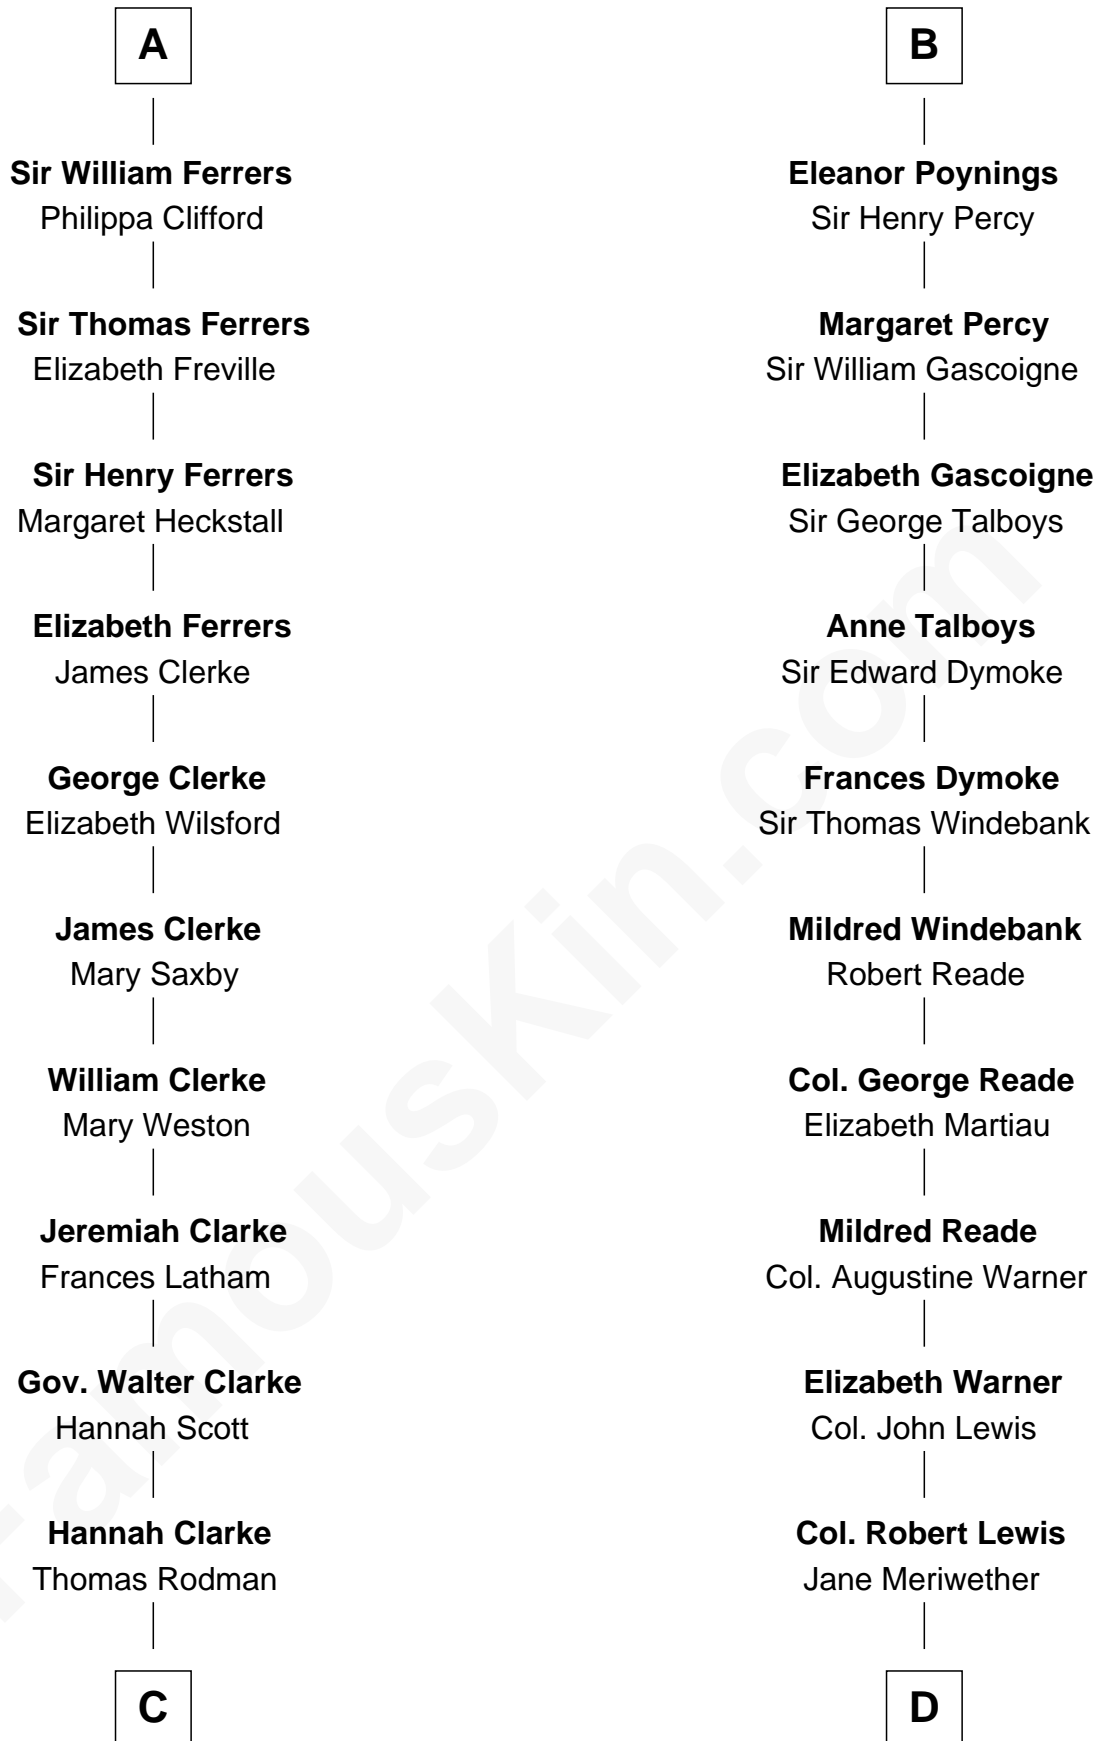 A
Sir William Ferrers
Philippa Clifford
Sir Thomas Ferrers
Elizabeth Freville
Sir Henry Ferrers
Margaret Heckstall
Elizabeth Ferrers
James Clerke
George Clerke
Elizabeth Wilsford
James Clerke
Mary Saxby
William Clerke
Mary Weston
Jeremiah Clarke
Frances Latham
Gov. Walter Clarke
Hannah Scott
Hannah Clarke
Thomas Rodman
C
B
Eleanor Poynings
Sir Henry Percy
Margaret Percy
Sir William Gascoigne
Elizabeth Gascoigne
Sir George Talboys
Anne Talboys
Sir Edward Dymoke
Frances Dymoke
Sir Thomas Windebank
Mildred Windebank
Robert Reade
Col. George Reade
Elizabeth Martiau
Mildred Reade
Col. Augustine Warner
Elizabeth Warner
Col. John Lewis
Col. Robert Lewis
Jane Meriwether
D
FamousKin.com